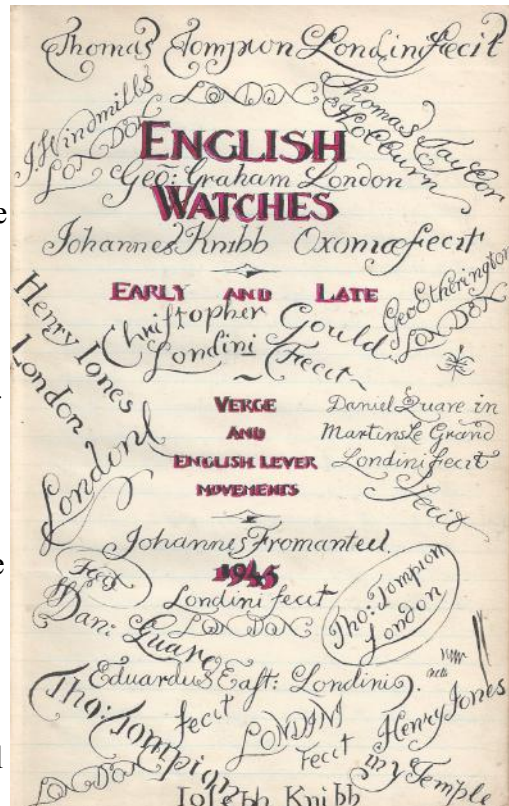 Thomas Tompion Londini fecit
LONDON
J. Windmills
LONDON
Thomas Taylor
Holburn
ENGLISH
Geo: Graham London
WATCHES
Johannes Knibb Oxoniæ fecit
EARLY AND LATE
Geo Etherington
LONDON
Henry Jones
London
Christopher Gould
Londini Fecit
VERGE
AND
ENGLISH LEVER
MOVEMENTS
Daniel Quare in
Martins Le Grand
Londini fecit
fecit
London
Johannes Fromanteel.
Fecit
1945
Londini fecit
LONDON
Tho: Tompion
London
Dani: Quare
Eduardus East: Londini
fecit
Tho: Tompion
LONDINI
Fecit
Henry Jones
in y Temple
LONDON
Joseph Knibb